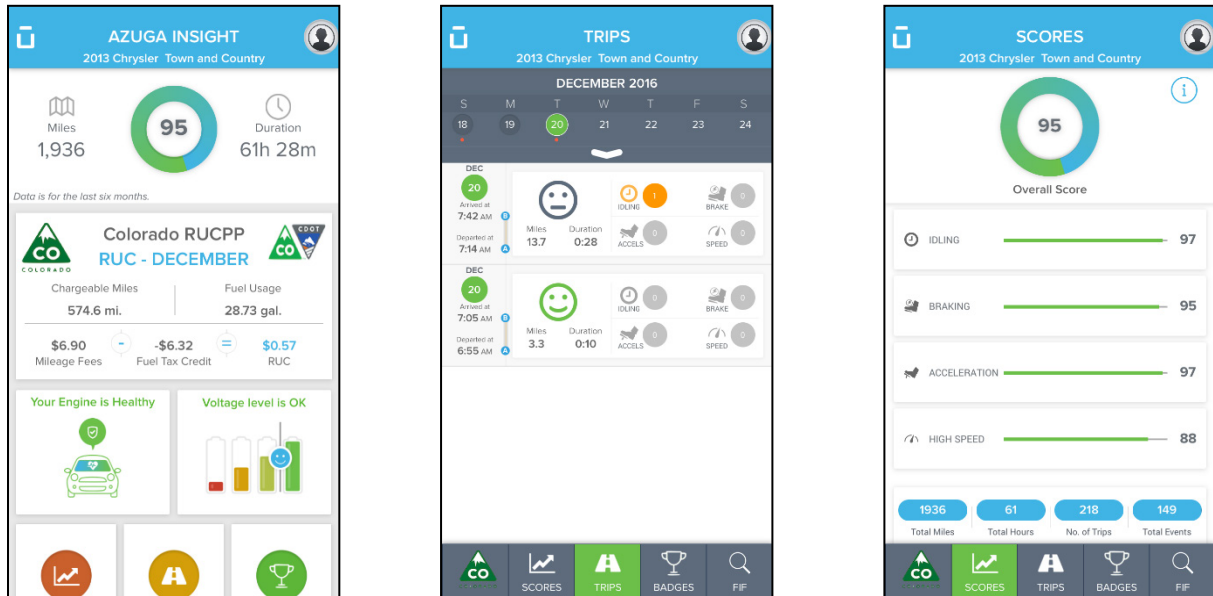 AZUGA INSIGHT
2013 Chrysler Town and Country
Miles
1,936
95
Duration
61h 28m
Data is for the last six months.
CO
COLORADO
Colorado RUCPP
RUC - DECEMBER
CDOT
CO
Chargeable Miles
574.6 mi.
Fuel Usage
28.73 gal.
$6.90 - -$6.32 = $0.57
Mileage Fees Fuel Tax Credit RUC
Your Engine is Healthy
Voltage level is OK
TRIPS
2013 Chrysler Town and Country
DECEMBER 2016
S M T W T F S
18 19 20 21 22 23 24
DEC
20
Arrived at
7:42 AM B
Departed at
7:14 AM A
Miles Duration
13.7 0:28
1
IDLING
0
BRAKE
0
ACCELS
0
SPEED
DEC
20
Arrived at
7:05 AM B
Departed at
6:55 AM A
Miles Duration
3.3 0:10
0
IDLING
0
BRAKE
0
ACCELS
0
SPEED
CO
SCORES TRIPS BADGES FIF
SCORES
2013 Chrysler Town and Country
i
95
Overall Score
IDLING 97
BRAKING 95
ACCELERATION 97
HIGH SPEED 88
1936 61 218 149
Total Miles Total Hours No. of Trips Total Events
CO
SCORES TRIPS BADGES FIF